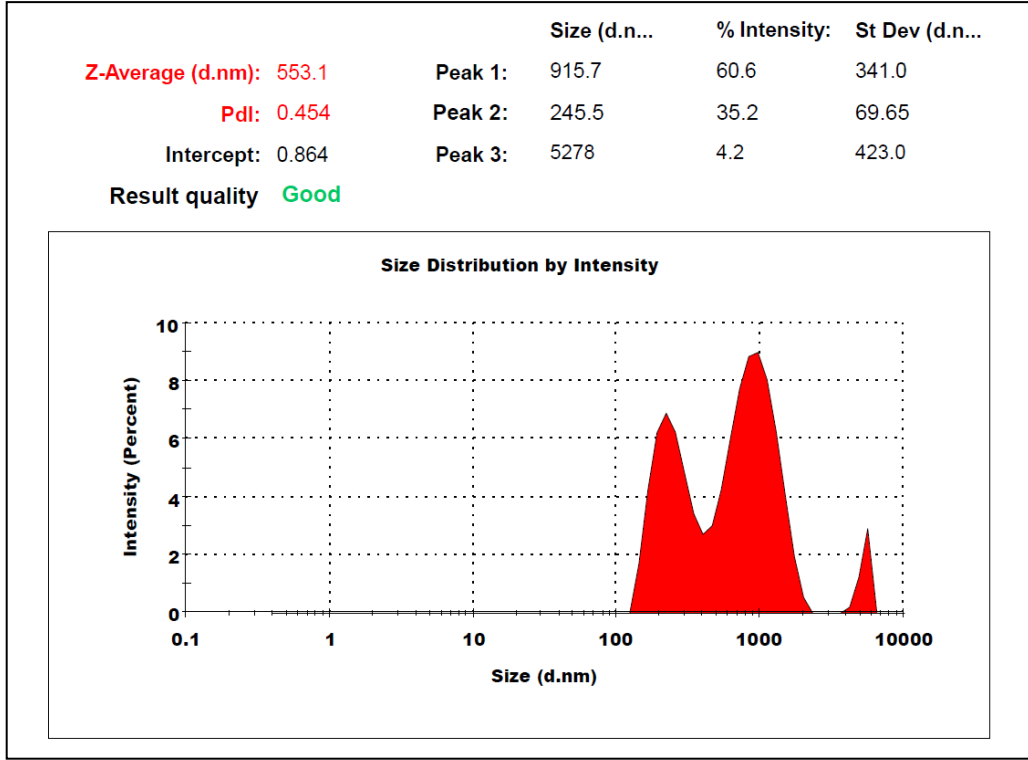 Size (d.n... % Intensity: St Dev (d.n...
Z-Average (d.nm): 553.1 Peak 1: 915.7 60.6 341.0
PdI: 0.454 Peak 2: 245.5 35.2 69.65
Intercept: 0.864 Peak 3: 5278 4.2 423.0
Result quality Good
Size Distribution by Intensity
10
8
6
4
2
0
Intensity (Percent)
0.1 1 10 100 1000 10000
Size (d.nm)